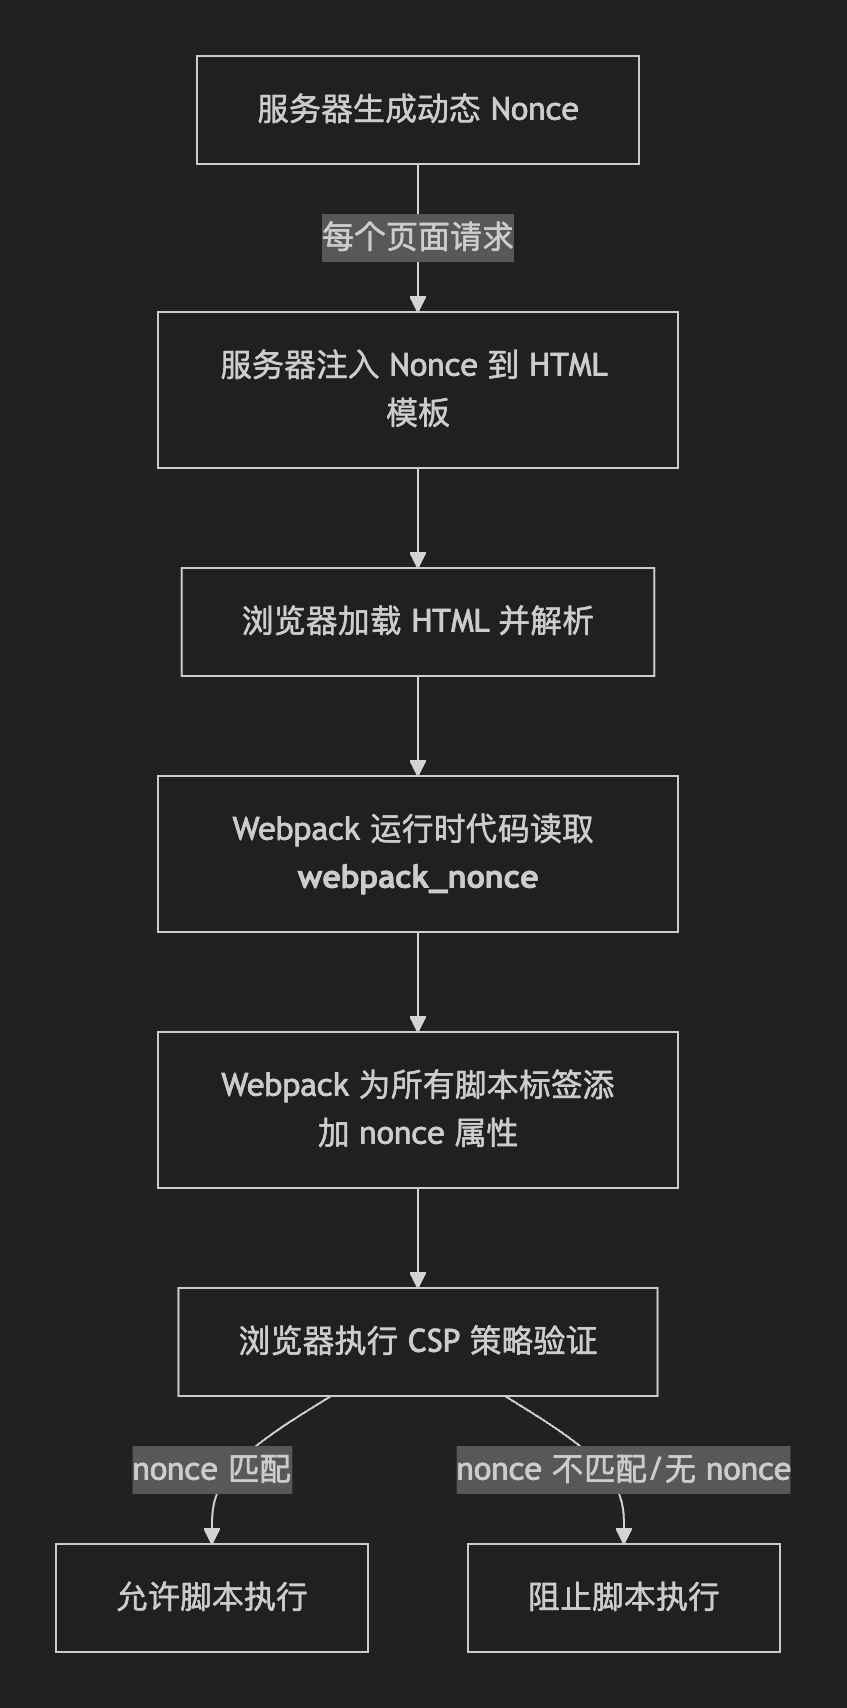 服务器生成动态 Nonce
每个页面请求
服务器注入 Nonce 到 HTML
模板
浏览器加载 HTML 并解析
Webpack 运行时代码读取
webpack_nonce
Webpack 为所有脚本标签添
加 nonce 属性
浏览器执行 CSP 策略验证
nonce 匹配
nonce 不匹配/无 nonce
允许脚本执行
阻止脚本执行